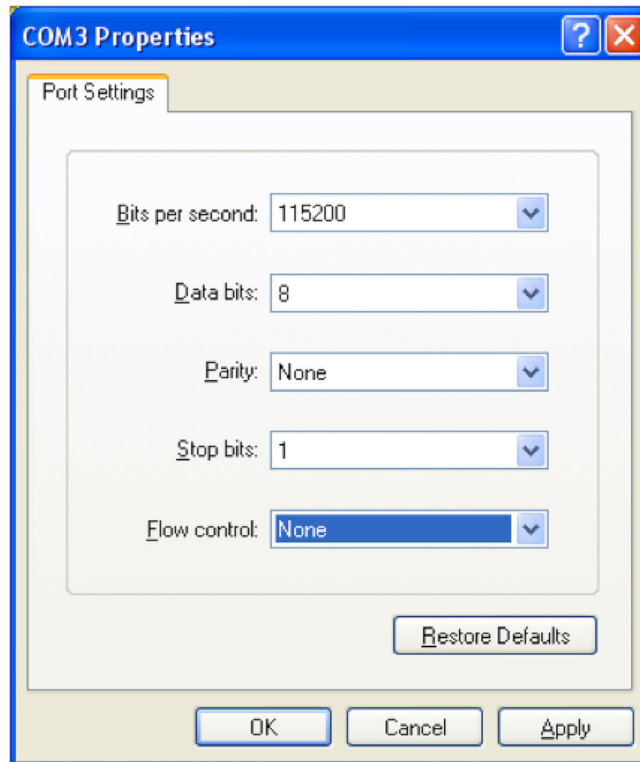 COM3 Properties
Port Settings
Bits per second: 115200
Data bits: 8
Parity: None
Stop bits: 1
Flow control: None
Restore Defaults
OK Cancel Apply